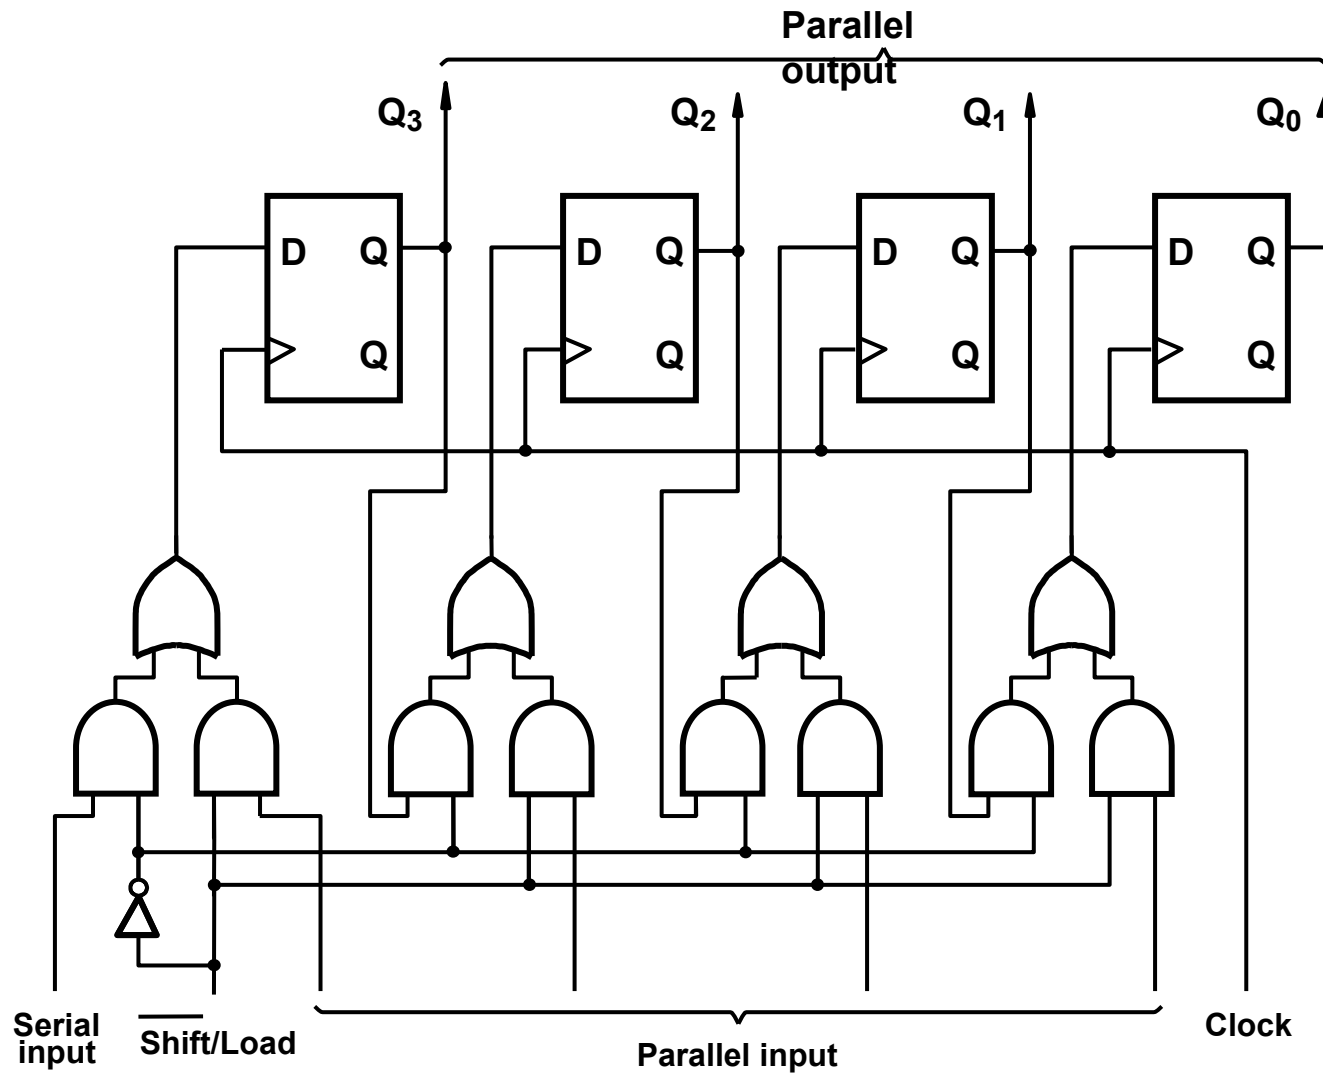 Parallel
output
Q3 Q2 Q1 Q0
D Q D Q D Q D Q
Q Q Q Q
Serial
input
Shift/Load
Parallel input
Clock